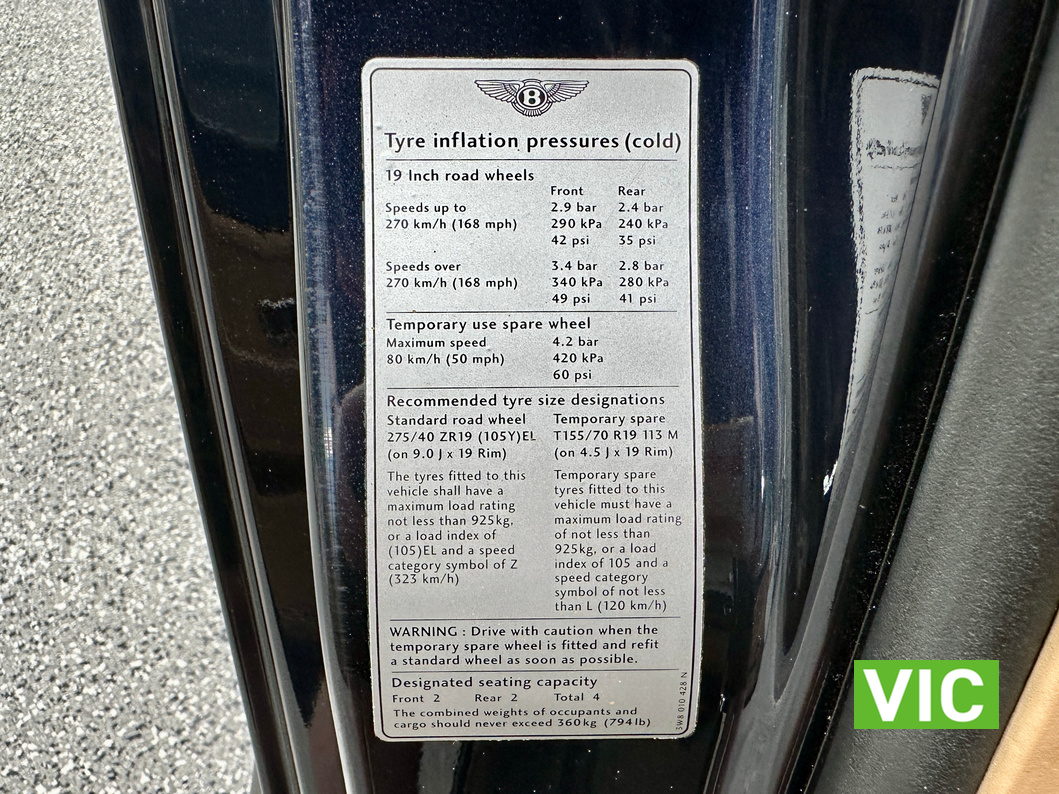 B
Tyre inflation pressures (cold)
19 Inch road wheels
Front Rear
Speeds up to 2.9 bar 2.4 bar
270 km/h (168 mph) 290 kPa 240 kPa
42 psi 35 psi
Speeds over 3.4 bar 2.8 bar
270 km/h (168 mph) 340 kPa 280 kPa
49 psi 41 psi
Temporary use spare wheel
Maximum speed 4.2 bar
80 km/h (50 mph) 420 kPa
60 psi
Recommended tyre size designations
Standard road wheel
275/40 ZR19 (105Y)EL
(on 9.0 J x 19 Rim)
The tyres fitted to this
vehicle shall have a
maximum load rating
not less than 925kg,
or a load index of
(105)EL and a speed
category symbol of Z
(323 km/h)
Temporary spare
T155/70 R19 113 M
(on 4.5 J x 19 Rim)
Temporary spare
tyres fitted to this
vehicle must have a
maximum load rating
of not less than
925kg, or a load
index of 105 and a
speed category
symbol of not less
than L (120 km/h)
WARNING : Drive with caution when the
temporary spare wheel is fitted and refit
a standard wheel as soon as possible.
Designated seating capacity
Front 2 Rear 2 Total 4
The combined weights of occupants and
cargo should never exceed 360kg (794lb)
3W8 010 428 N
VIC